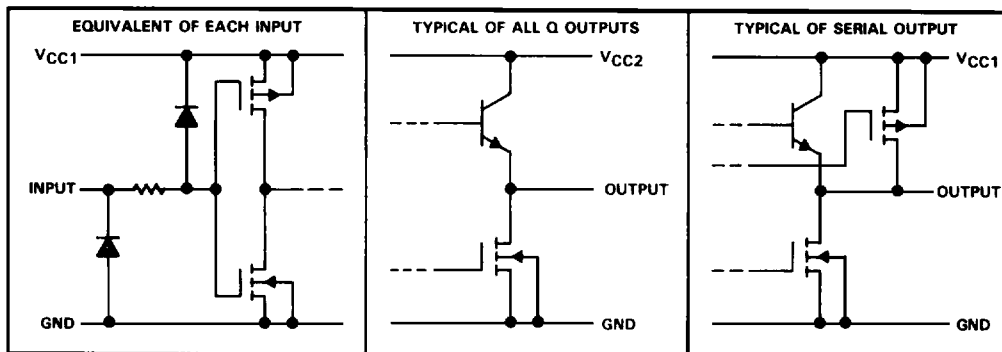 EQUIVALENT OF EACH INPUT
VCC1
INPUT
GND
TYPICAL OF ALL Q OUTPUTS
VCC2
OUTPUT
GND
TYPICAL OF SERIAL OUTPUT
VCC1
OUTPUT
GND